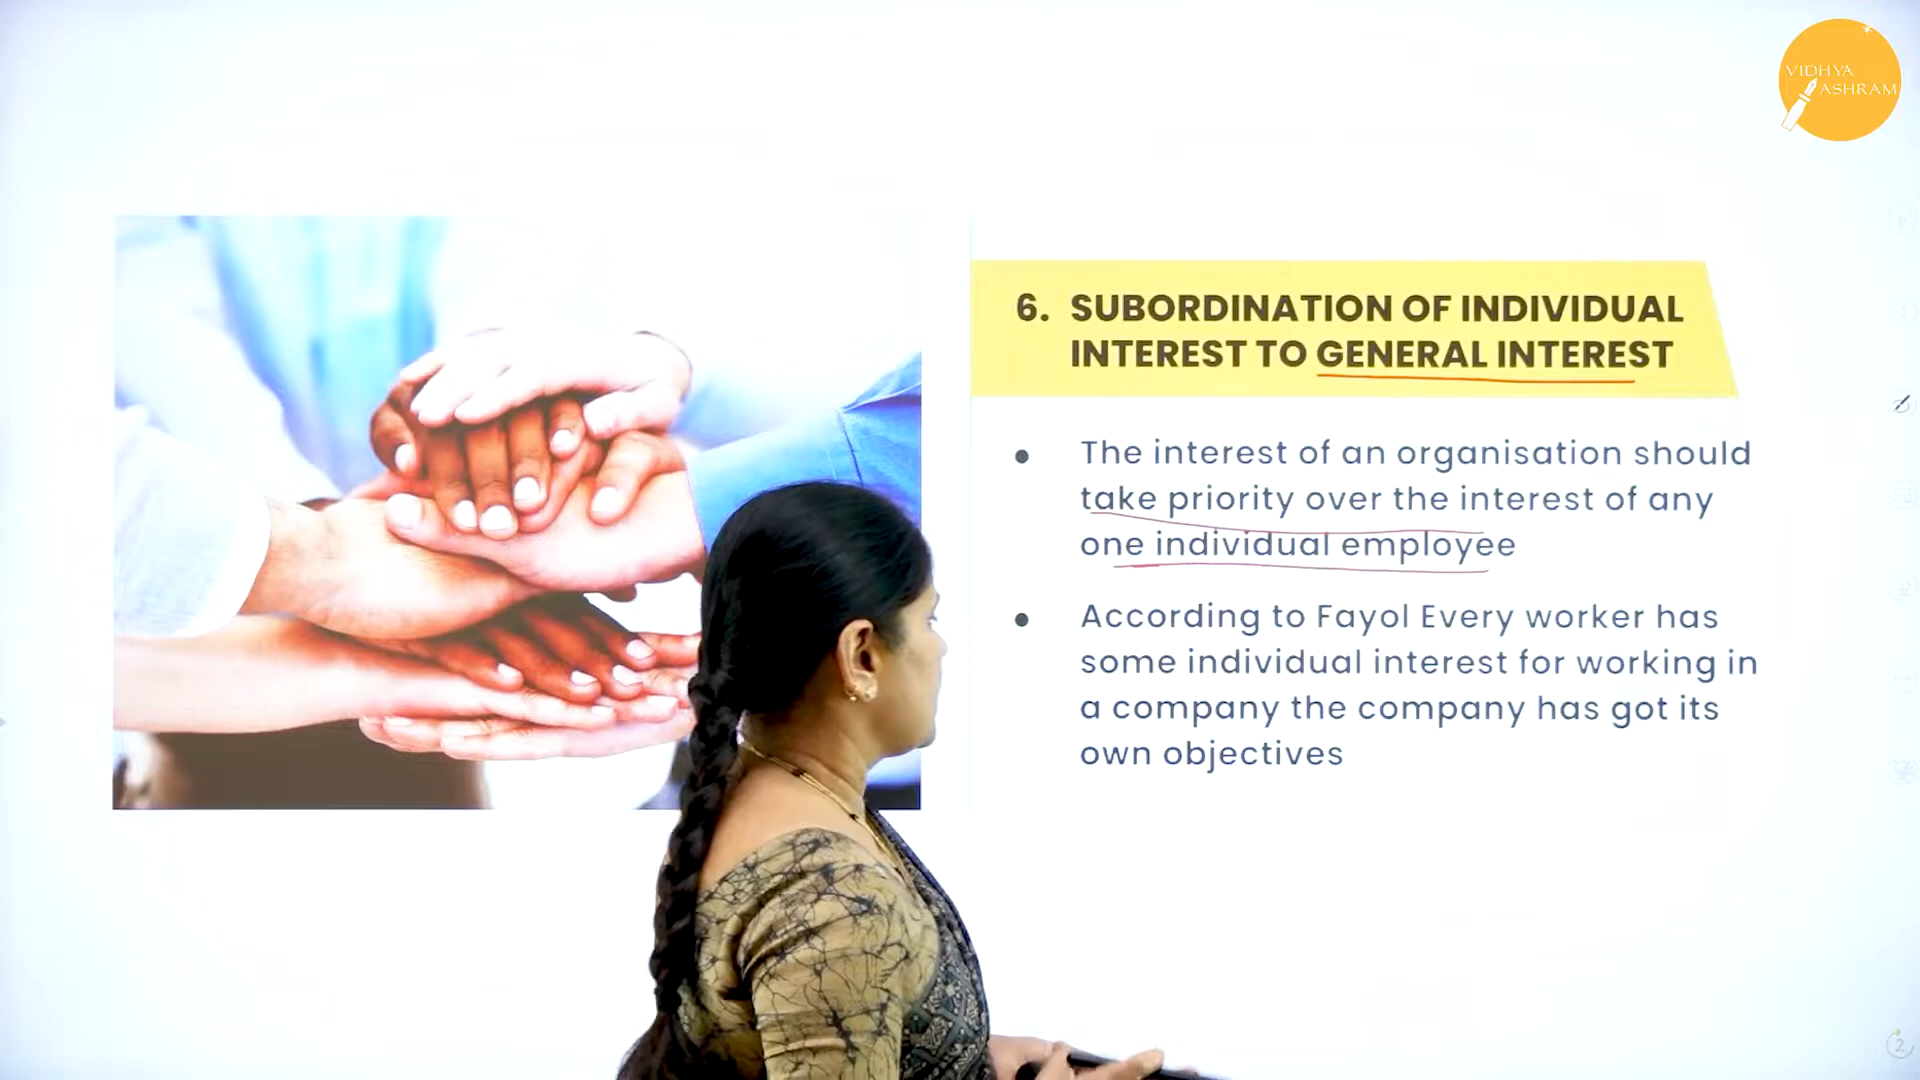 VIDHYA
ASHRAM
6. SUBORDINATION OF INDIVIDUAL
INTEREST TO GENERAL INTEREST
● The interest of an organisation should
take priority over the interest of any
one individual employee
● According to Fayol Every worker has
some individual interest for working in
a company the company has got its
own objectives
2